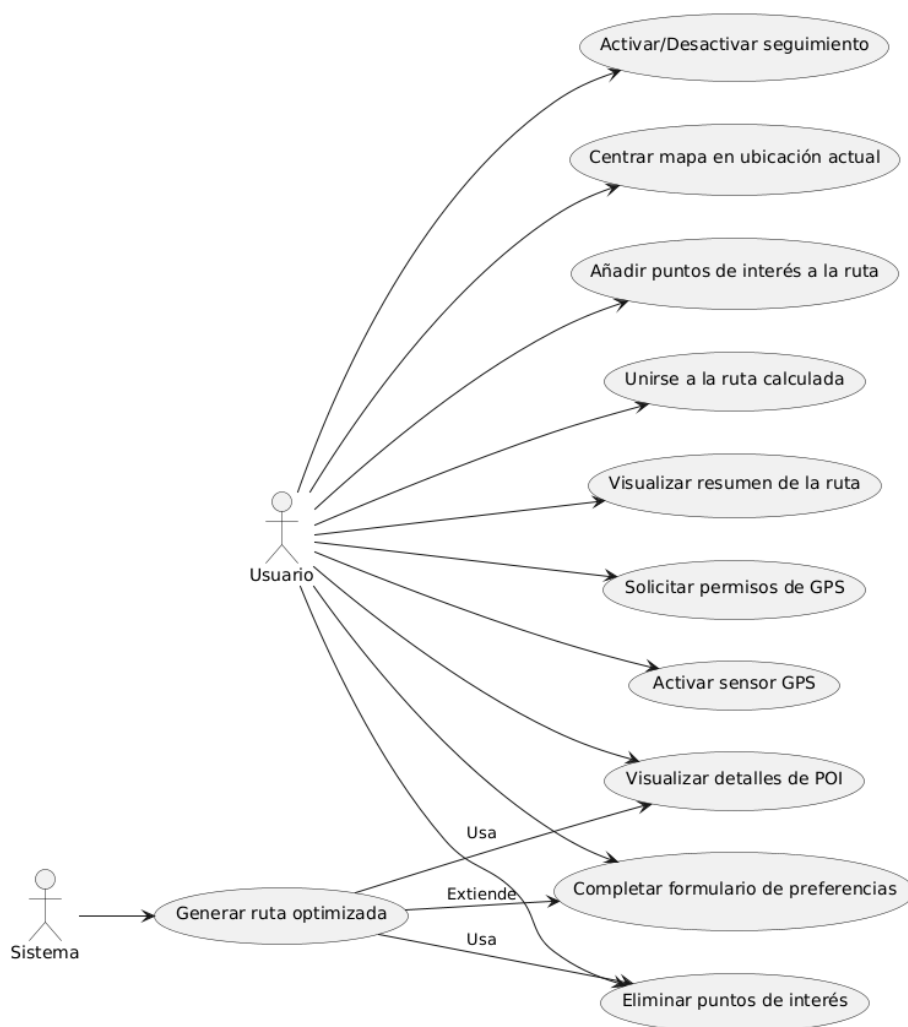 Activar/Desactivar seguimiento
Centrar mapa en ubicación actual
Añadir puntos de interés a la ruta
Unirse a la ruta calculada
Visualizar resumen de la ruta
Usuario
Solicitar permisos de GPS
Activar sensor GPS
Visualizar detalles de POI
Usa
Extiende
Completar formulario de preferencias
Generar ruta optimizada
Usa
Sistema
Eliminar puntos de interés